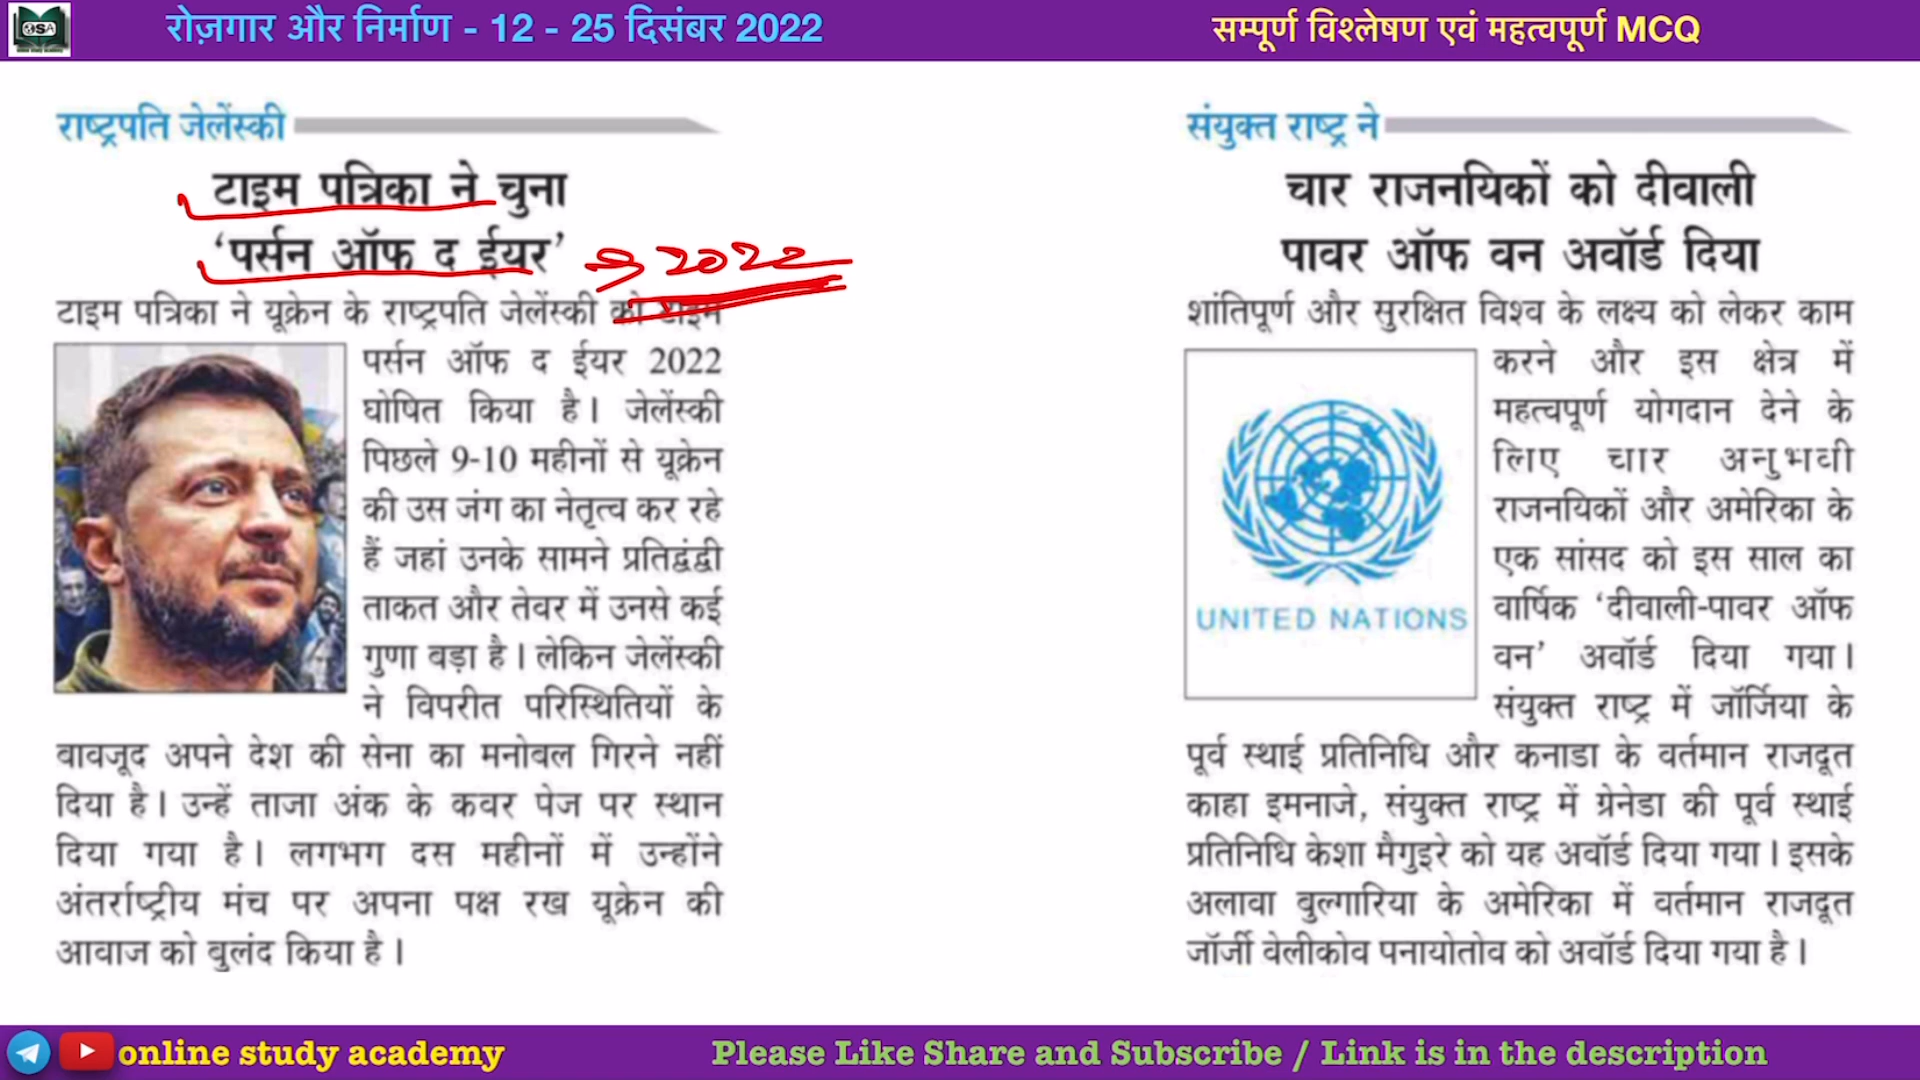 OSA
रोज़गार और निर्माण - 12 - 25 दिसंबर 2022
सम्पूर्ण विश्लेषण एवं महत्वपूर्ण MCQ
राष्ट्रपति जेलेंस्की
टाइम पत्रिका ने चुना
‘पर्सन ऑफ द ईयर’
→ 2022
टाइम पत्रिका ने यूक्रेन के राष्ट्रपति जेलेंस्की को टाइम
पर्सन ऑफ द ईयर 2022
घोषित किया है। जेलेंस्की
पिछले 9-10 महीनों से यूक्रेन
की उस जंग का नेतृत्व कर रहे
हैं जहां उनके सामने प्रतिद्वंद्वी
ताकत और तेवर में उनसे कई
गुणा बड़ा है। लेकिन जेलेंस्की
ने विपरीत परिस्थितियों के
बावजूद अपने देश की सेना का मनोबल गिरने नहीं
दिया है। उन्हें ताजा अंक के कवर पेज पर स्थान
दिया गया है। लगभग दस महीनों में उन्होंने
अंतर्राष्ट्रीय मंच पर अपना पक्ष रख यूक्रेन की
आवाज को बुलंद किया है।
संयुक्त राष्ट्र ने
चार राजनयिकों को दीवाली
पावर ऑफ वन अवॉर्ड दिया
शांतिपूर्ण और सुरक्षित विश्व के लक्ष्य को लेकर काम
करने और इस क्षेत्र में
महत्वपूर्ण योगदान देने के
लिए चार अनुभवी
राजनयिकों और अमेरिका के
एक सांसद को इस साल का
वार्षिक ‘दीवाली-पावर ऑफ
वन’ अवॉर्ड दिया गया।
संयुक्त राष्ट्र में जॉर्जिया के
पूर्व स्थाई प्रतिनिधि और कनाडा के वर्तमान राजदूत
काहा इमनाजे, संयुक्त राष्ट्र में ग्रेनेडा की पूर्व स्थाई
प्रतिनिधि केशा मैगुइरे को यह अवॉर्ड दिया गया। इसके
अलावा बुल्गारिया के अमेरिका में वर्तमान राजदूत
जॉर्जी वेलीकोव पनायोतोव को अवॉर्ड दिया गया है।
UNITED NATIONS
online study academy
Please Like Share and Subscribe / Link is in the description